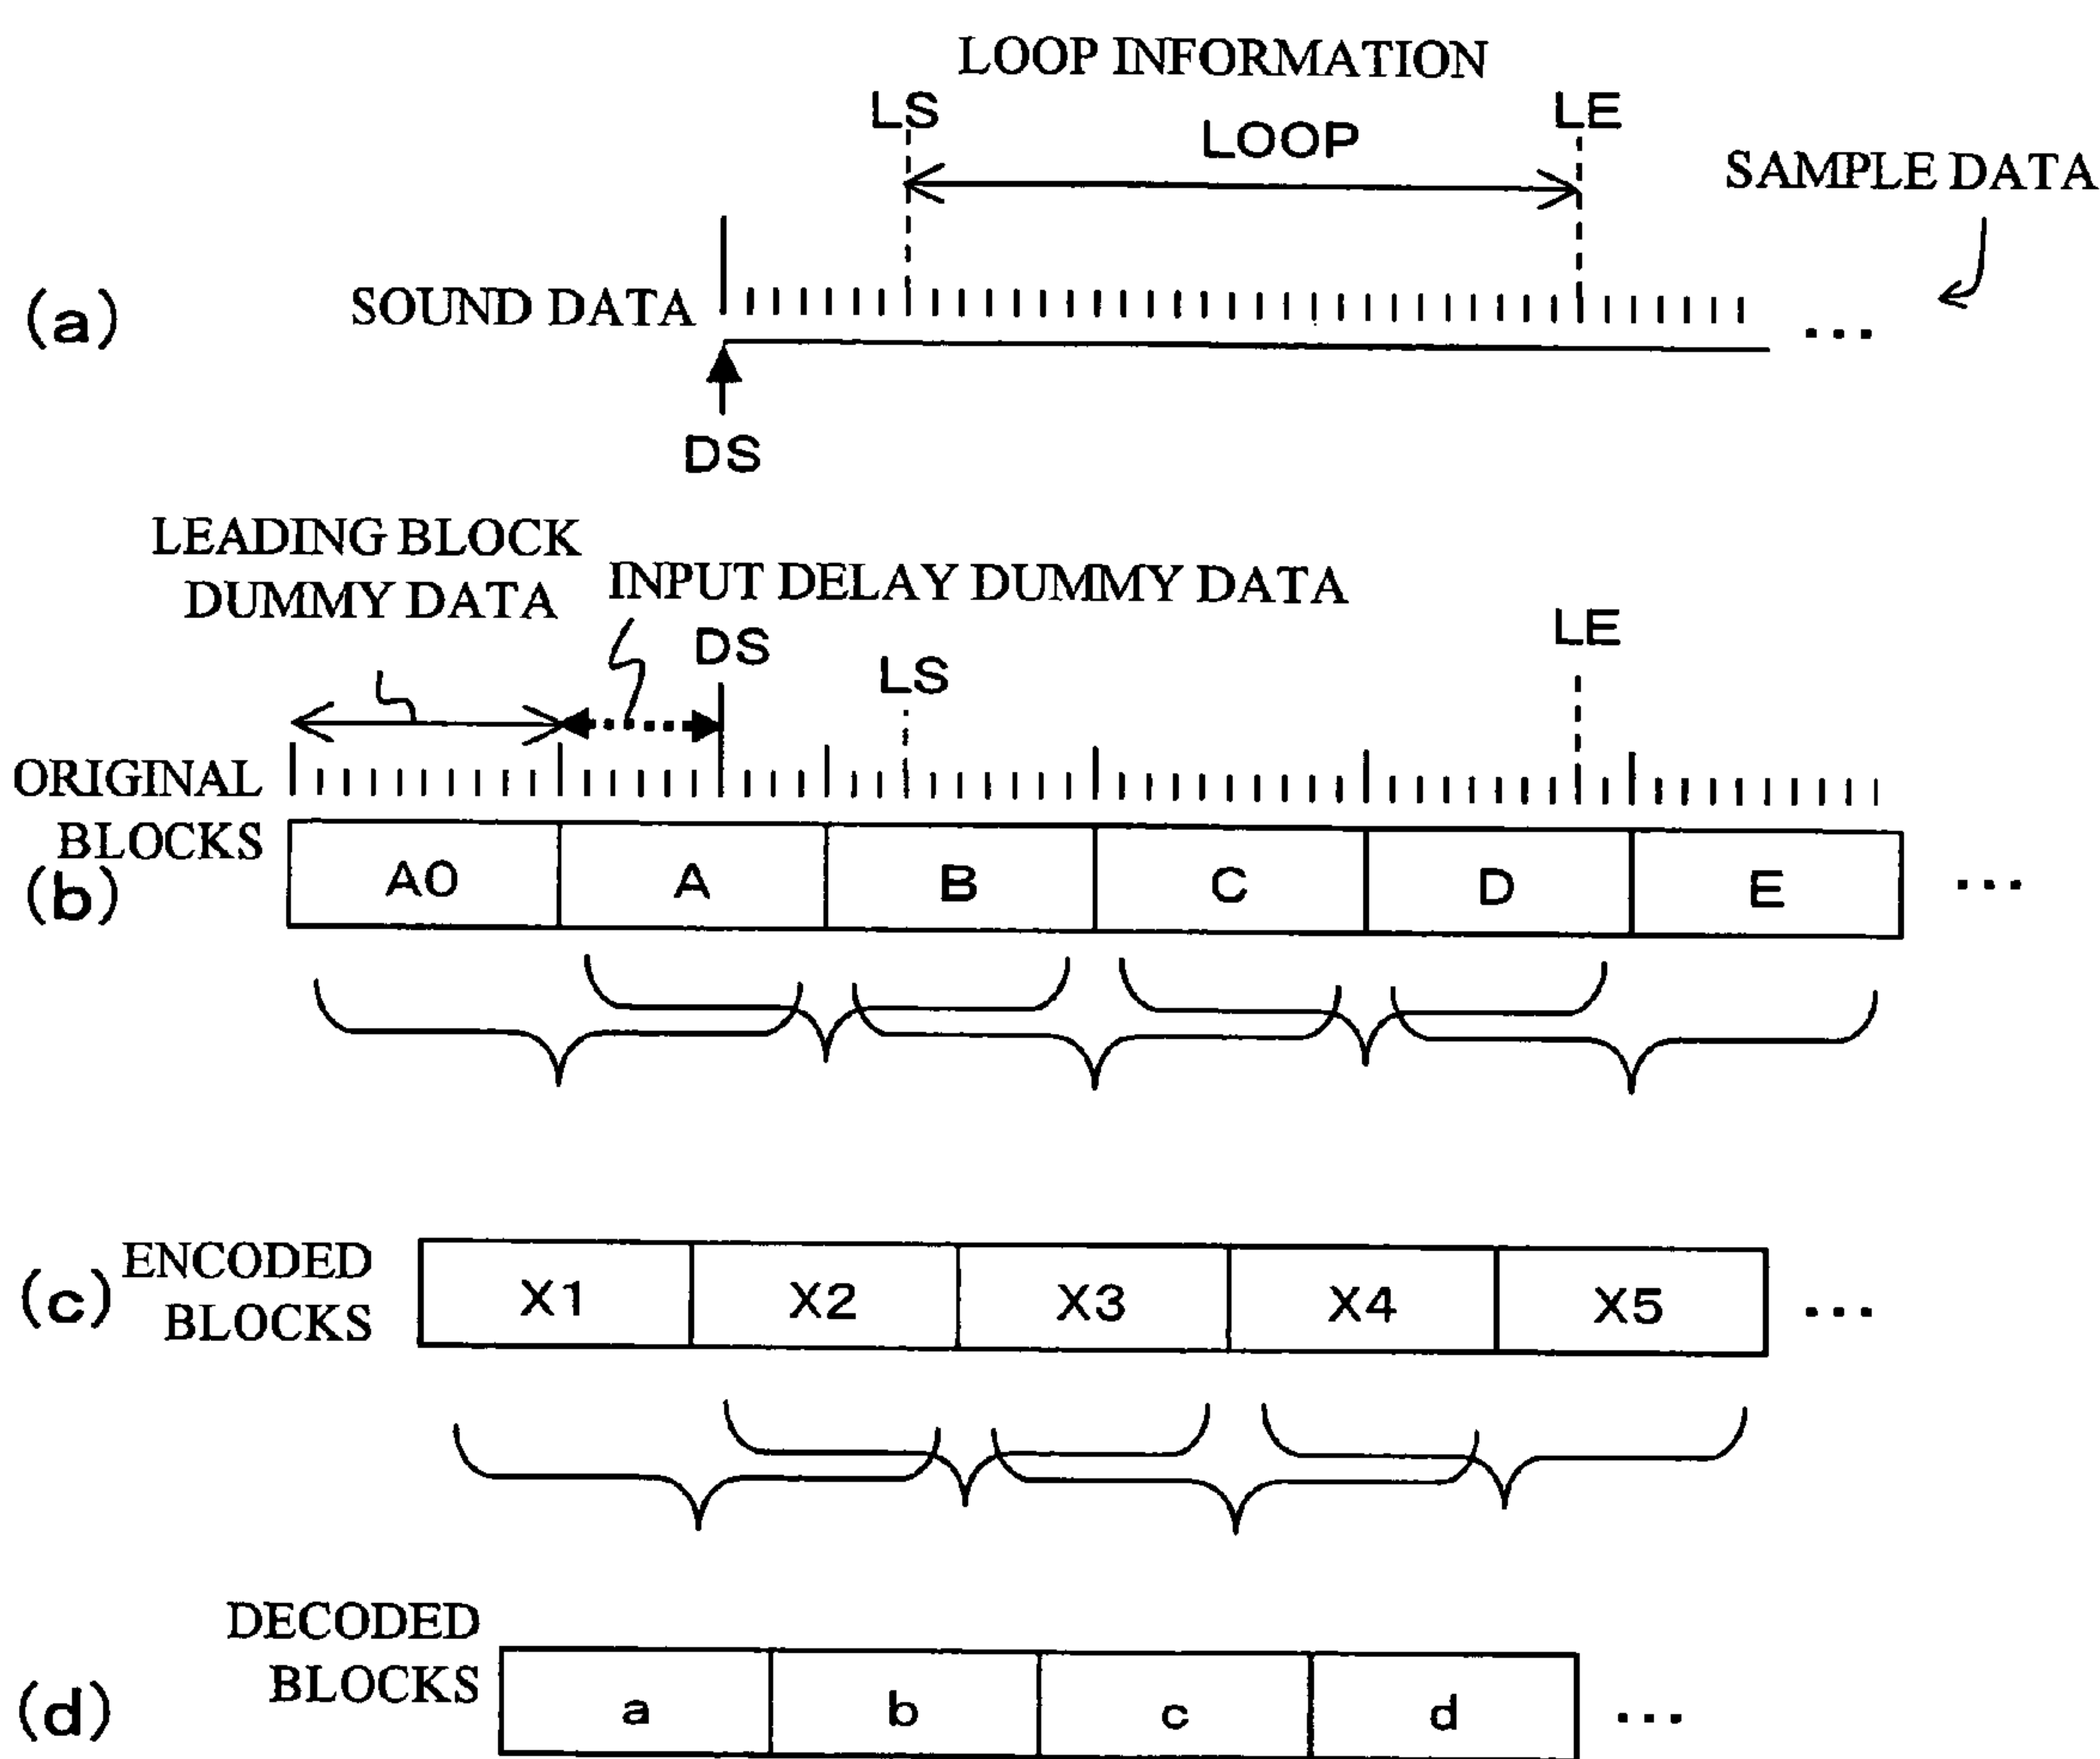 LOOP INFORMATION
LS
LOOP
LE
SAMPLE DATA
(a)
SOUND DATA
...
DS
LEADING BLOCK
DUMMY DATA
INPUT DELAY DUMMY DATA
DS
LS
LE
ORIGINAL
BLOCKS
(b)
A0
A
B
C
D
E
...
(c)
ENCODED
BLOCKS
X1
X2
X3
X4
X5
...
DECODED
BLOCKS
(d)
a
b
c
d
...